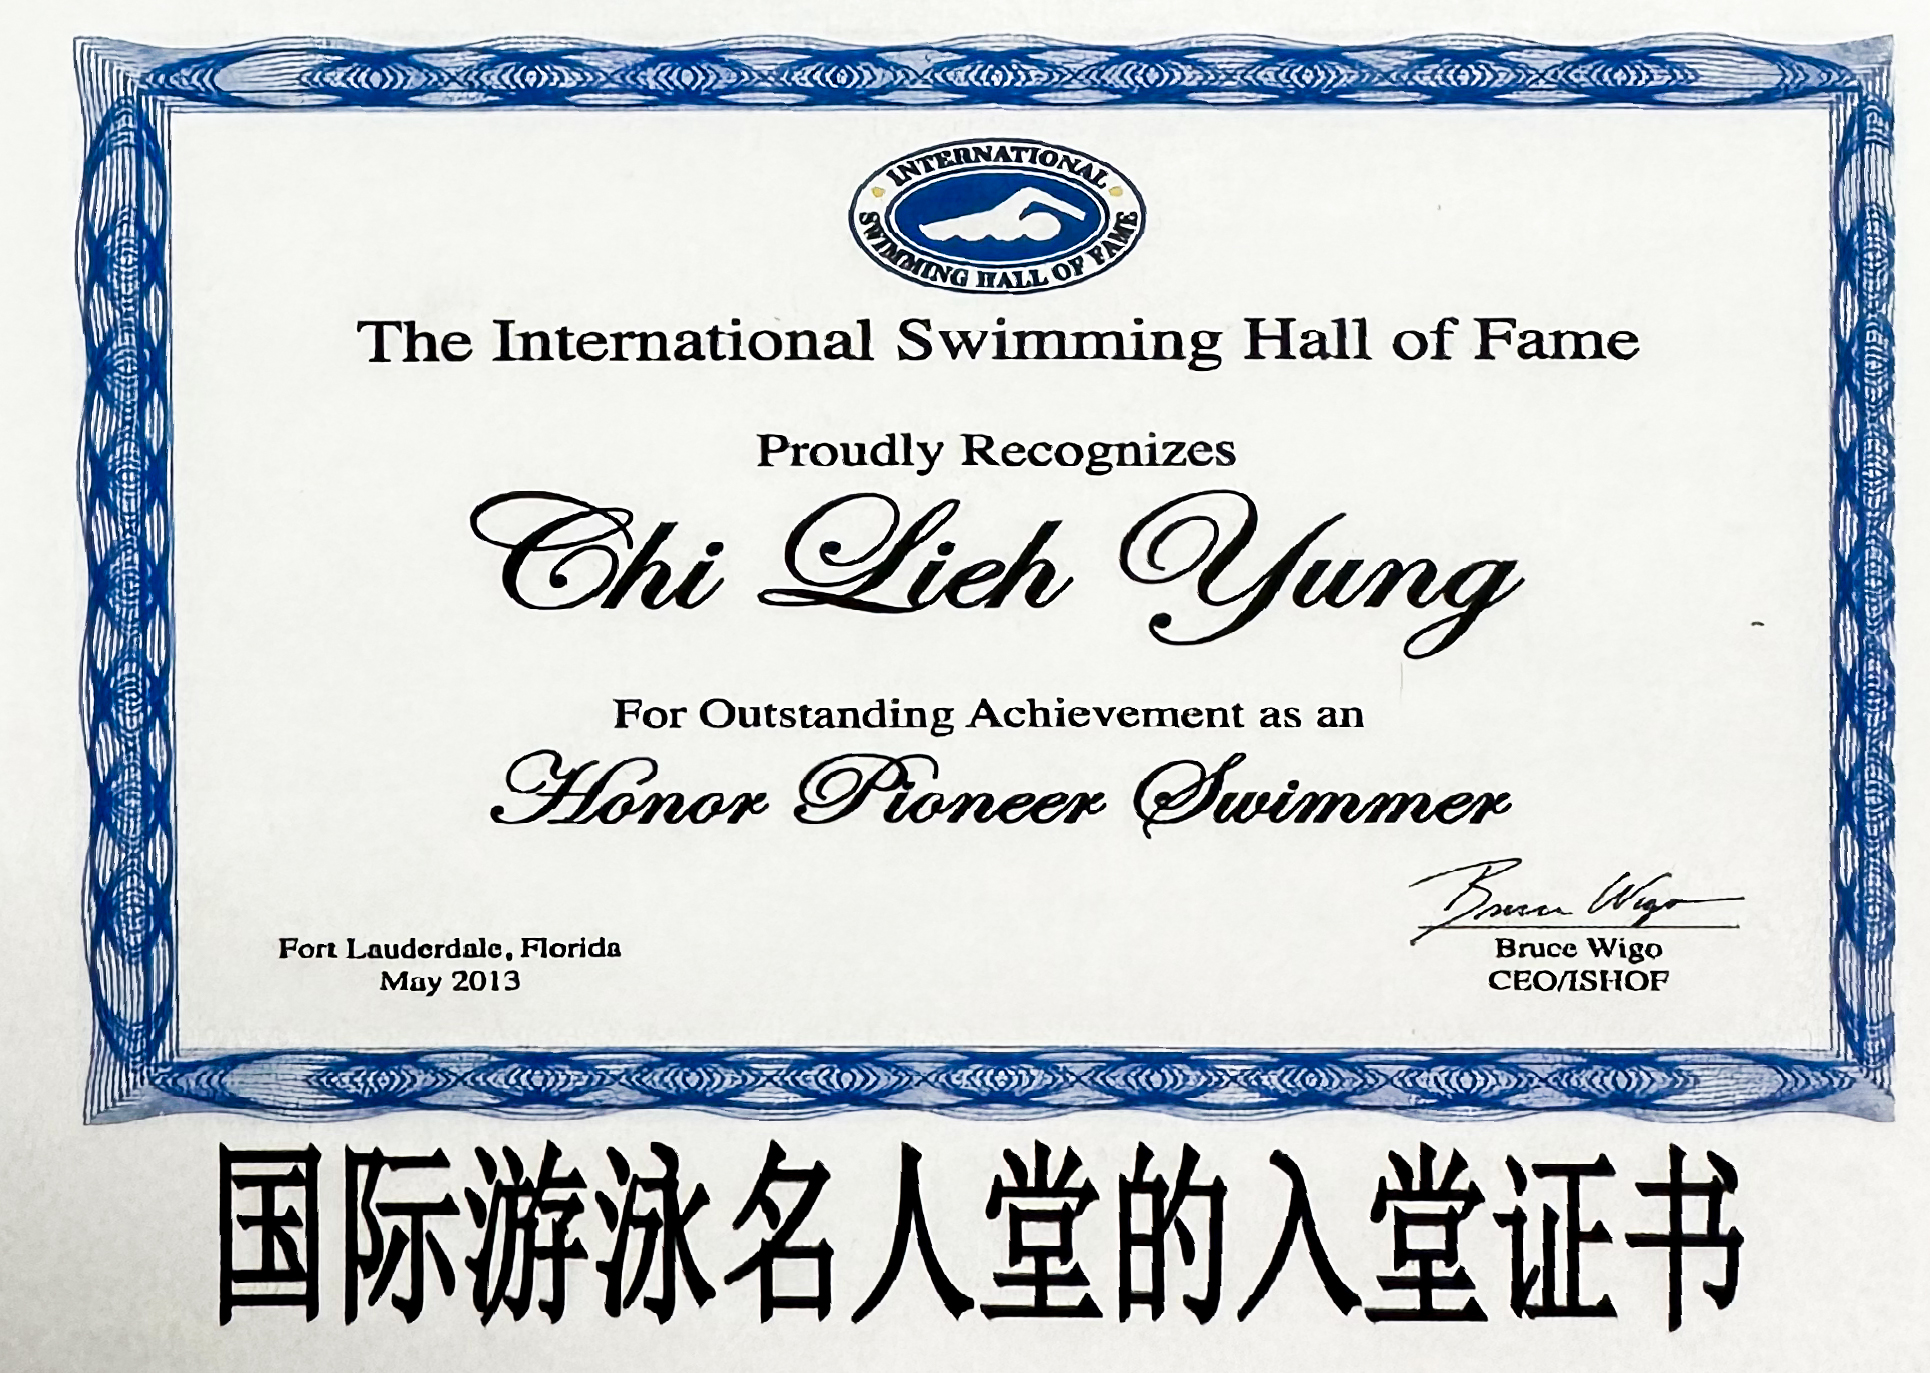 INTERNATIONAL
SWIMMING HALL OF FAME
The International Swimming Hall of Fame
Proudly Recognizes
Chi Lieh Yung
For Outstanding Achievement as an
Honor Pioneer Swimmer
Bruce Wigo
Fort Lauderdale, Florida
May 2013
Bruce Wigo
CEO/ISHOF
国际游泳名人堂的入堂证书